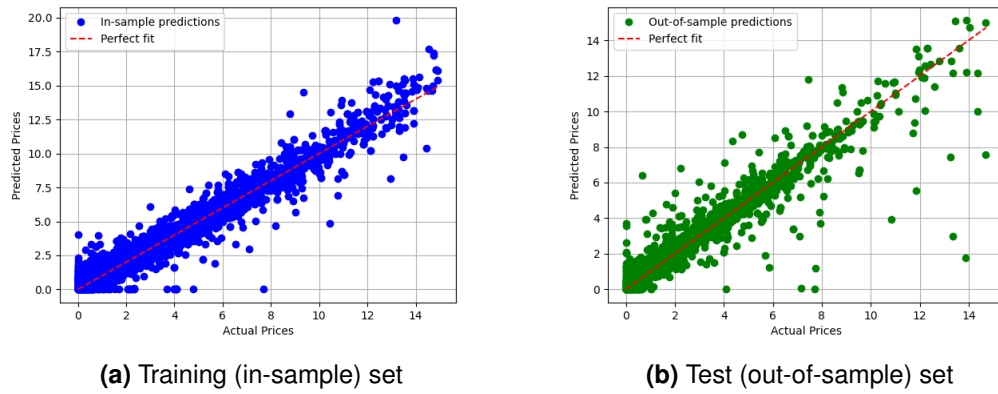 In-sample predictions
Perfect fit
20.0
17.5
15.0
12.5
10.0
7.5
5.0
2.5
0.0
Predicted Prices
0 2 4 6 8 10 12 14
Actual Prices
(a) Training (in-sample) set
Out-of-sample predictions
Perfect fit
14
12
10
8
6
4
2
0
Predicted Prices
0 2 4 6 8 10 12 14
Actual Prices
(b) Test (out-of-sample) set